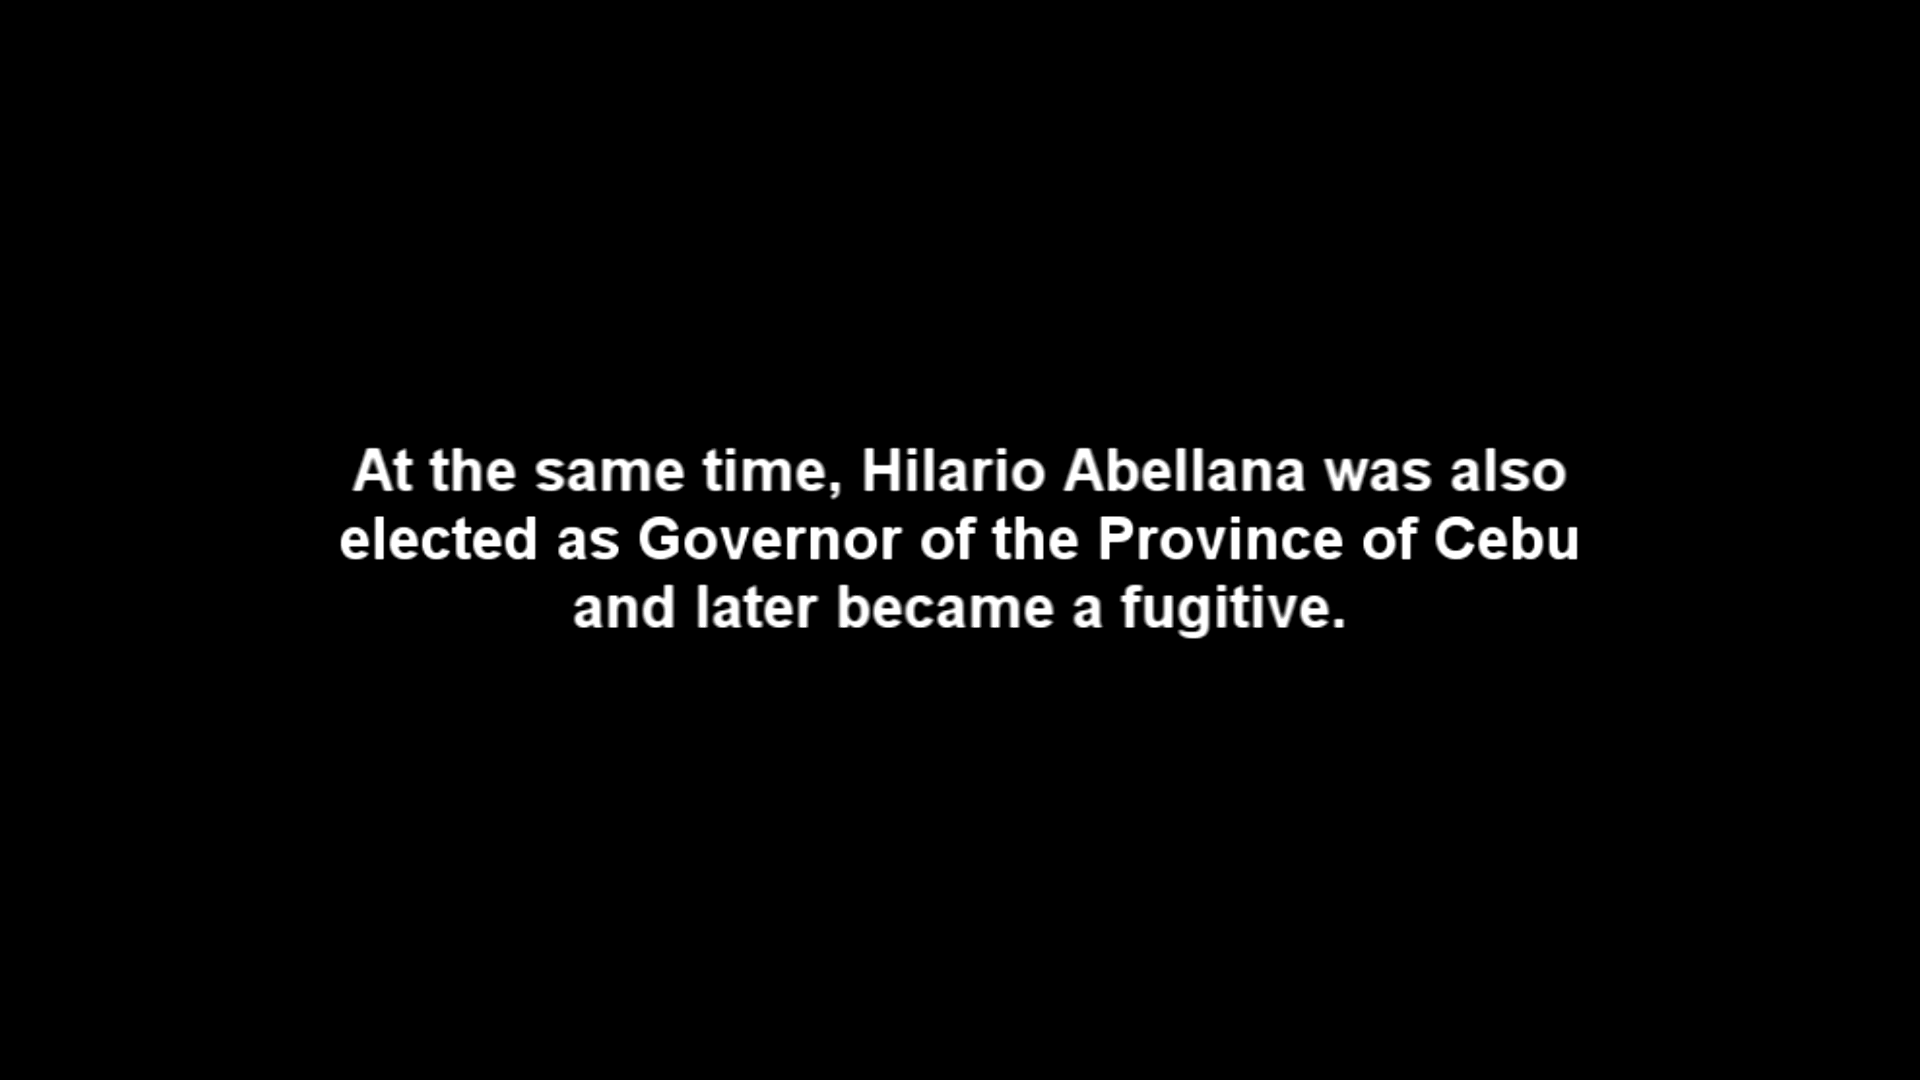 At the same time, Hilario Abellana was also
elected as Governor of the Province of Cebu
and later became a fugitive.